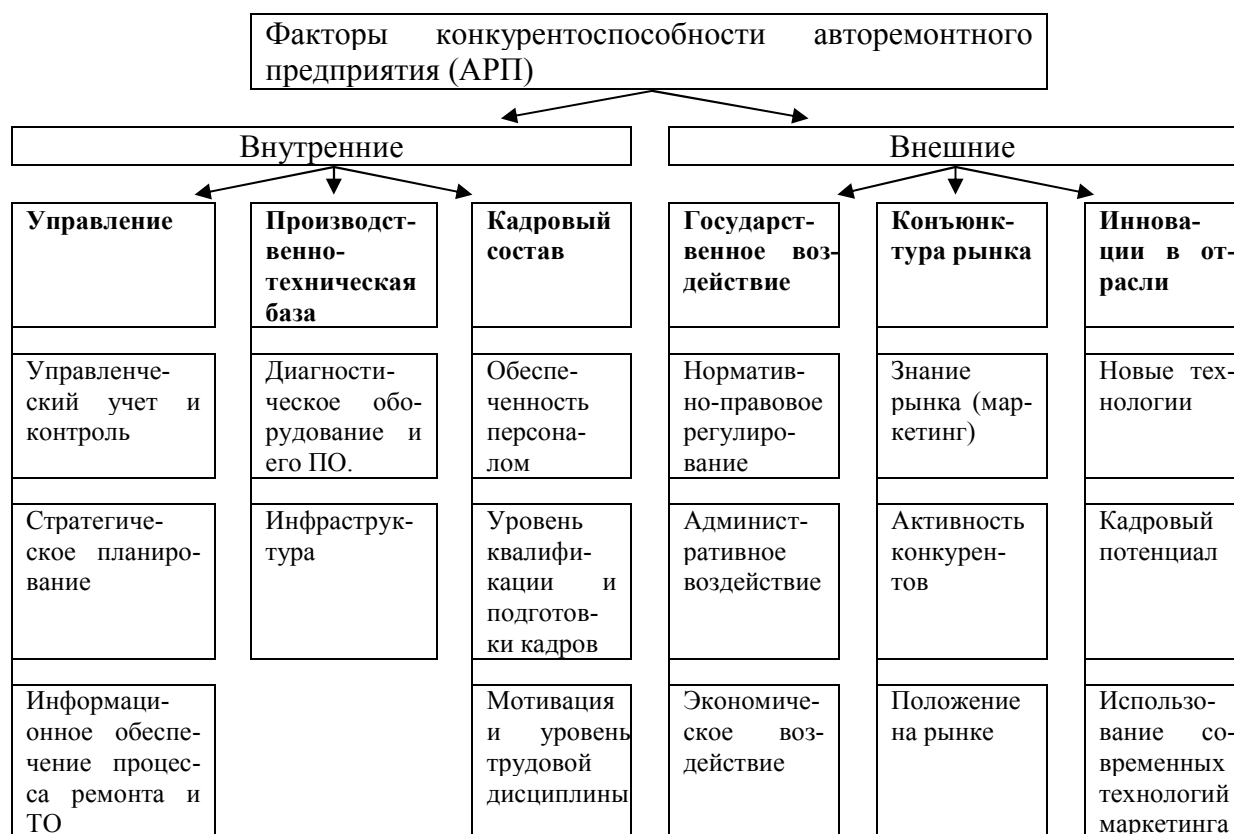 Факторы конкурентоспособности авторемонтного
предприятия (АРП)
Внутренние
Внешние
Управление
Производст-
венно-
техническая
база
Кадровый
состав
Государст-
венное воз-
действие
Конъюнк-
тура рынка
Иннова-
ции в от-
расли
Управленче-
ский учет и
контроль
Диагности-
ческое обо-
рудование и
его ПО.
Обеспе-
ченность
персона-
лом
Норматив-
но-правовое
регулиро-
вание
Знание
рынка (мар-
кетинг)
Новые тех-
нологии
Стратегиче-
ское планиро-
вание
Инфраструк-
тура
Уровень
квалифи-
кации и
подготов-
ки кадров
Админист-
ративное
воздействие
Активность
конкурен-
тов
Кадровый
потенциал
Информаци-
онное обеспе-
чение процес-
са ремонта и
ТО
Мотивация
и уровень
трудовой
дисциплины
Экономиче-
ское воз-
действие
Положение
на рынке
Использо-
вание со-
временных
технологий
маркетинга